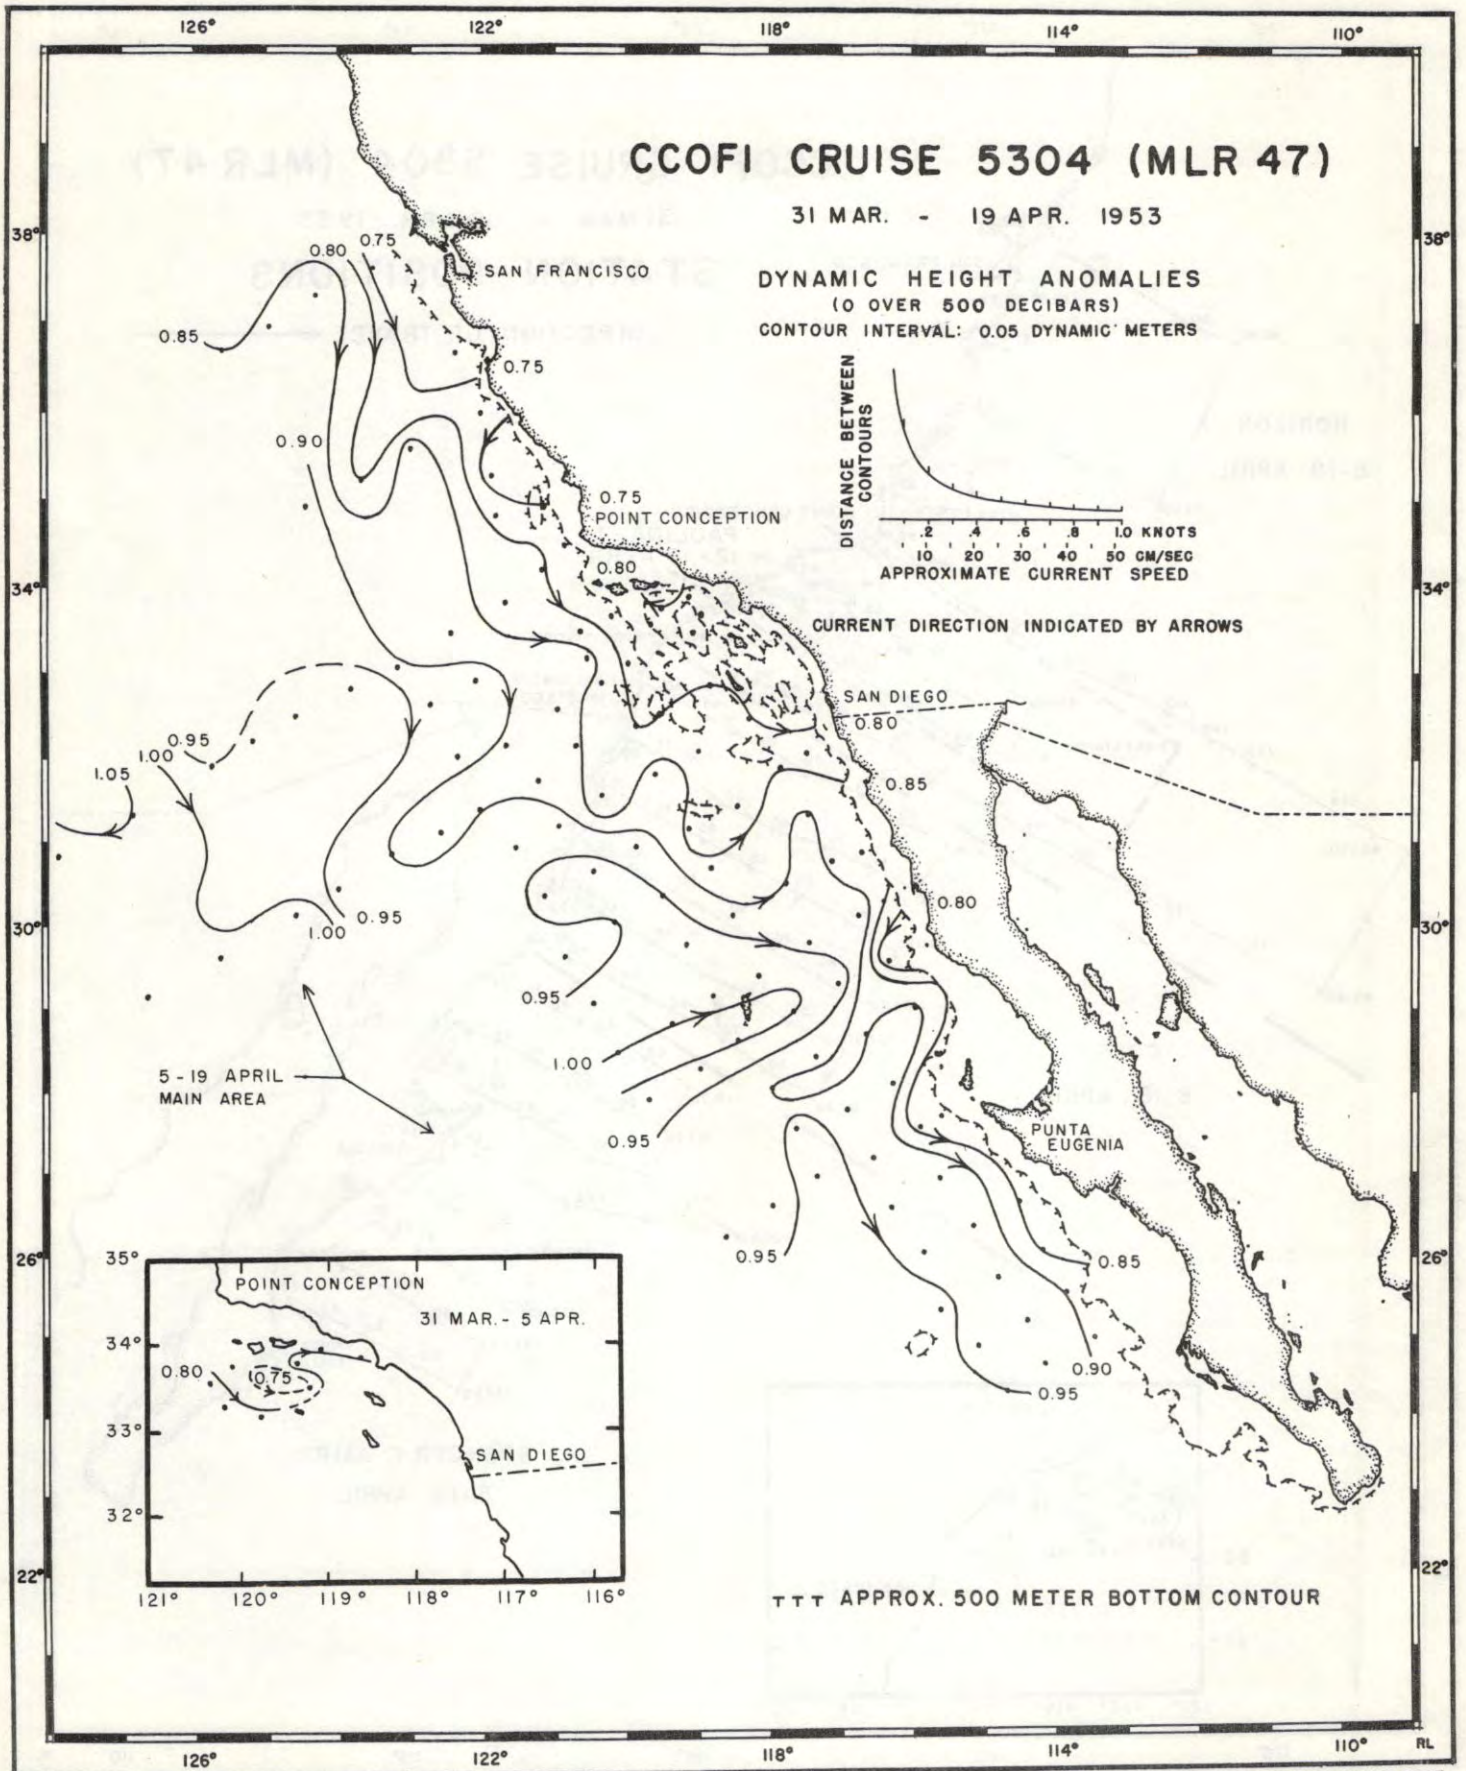 126° 122° 118° 114° 110°
CCOFI CRUISE 5304 (MLR 47)
31 MAR. - 19 APR. 1953
DYNAMIC HEIGHT ANOMALIES
(0 OVER 500 DECIBARS)
CONTOUR INTERVAL: 0.05 DYNAMIC METERS
38° 38°
0.80 0.75
SAN FRANCISCO
0.85
0.75
DISTANCE BETWEEN
CONTOURS
.2 .4 .6 .8 1.0 KNOTS
10 20 30 40 50 CM/SEC
APPROXIMATE CURRENT SPEED
CURRENT DIRECTION INDICATED BY ARROWS
0.90
0.75
POINT CONCEPTION
0.80
34° 34°
SAN DIEGO
0.80
0.95
1.00
1.05
0.85
0.80
0.95
1.00
30° 30°
0.95
1.00
5-19 APRIL
MAIN AREA
0.95
PUNTA
EUGENIA
0.95
0.85
26° 26°
0.90
0.95
35°
POINT CONCEPTION
31 MAR. - 5 APR.
34°
0.80
0.75
33°
SAN DIEGO
32°
121° 120° 119° 118° 117° 116°
22° 22°
TTT APPROX. 500 METER BOTTOM CONTOUR
126° 122° 118° 114° 110° RL